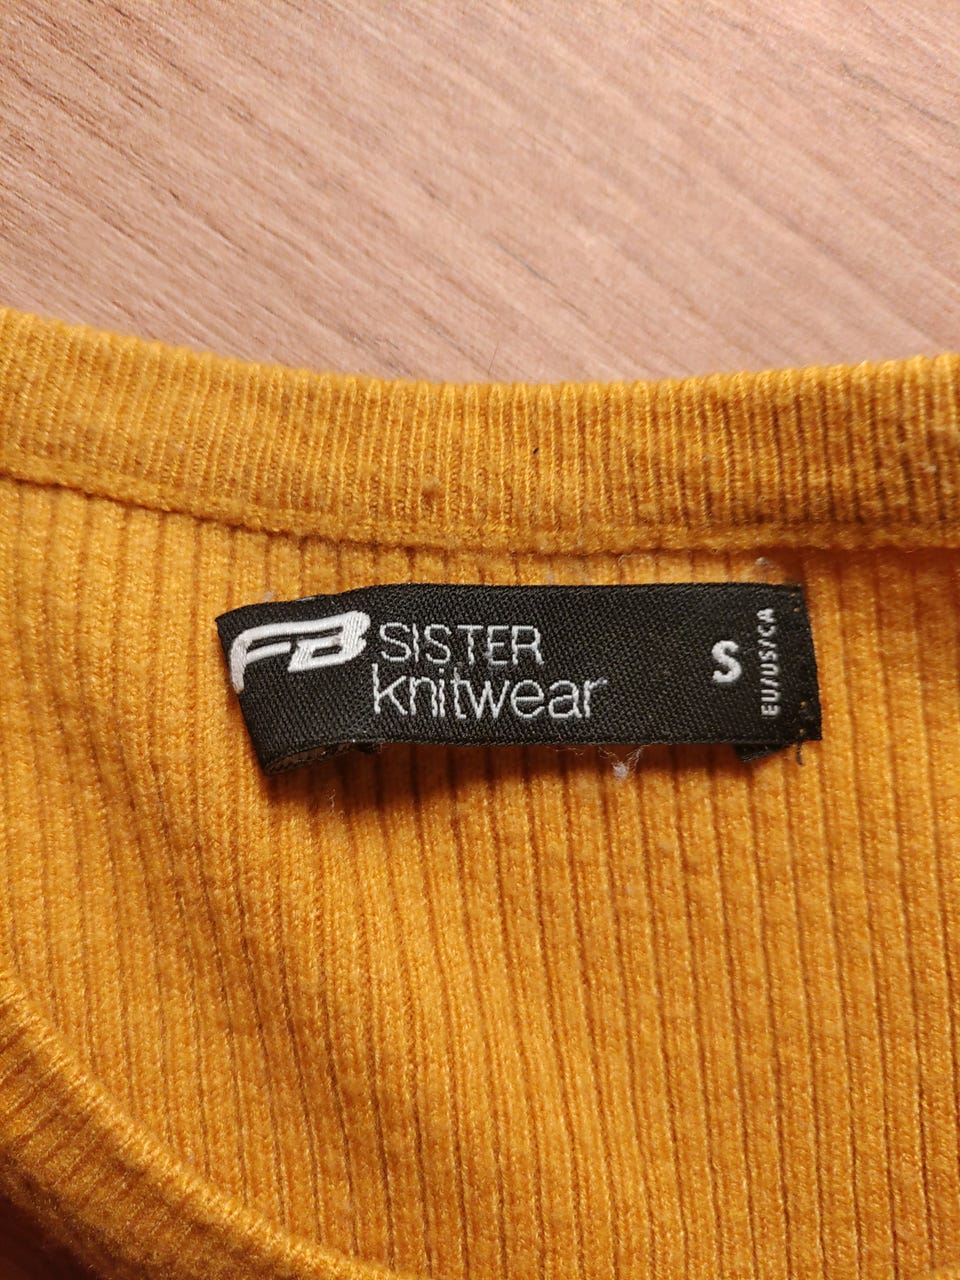 FB SISTER
knitwear
S
EU/US/CA